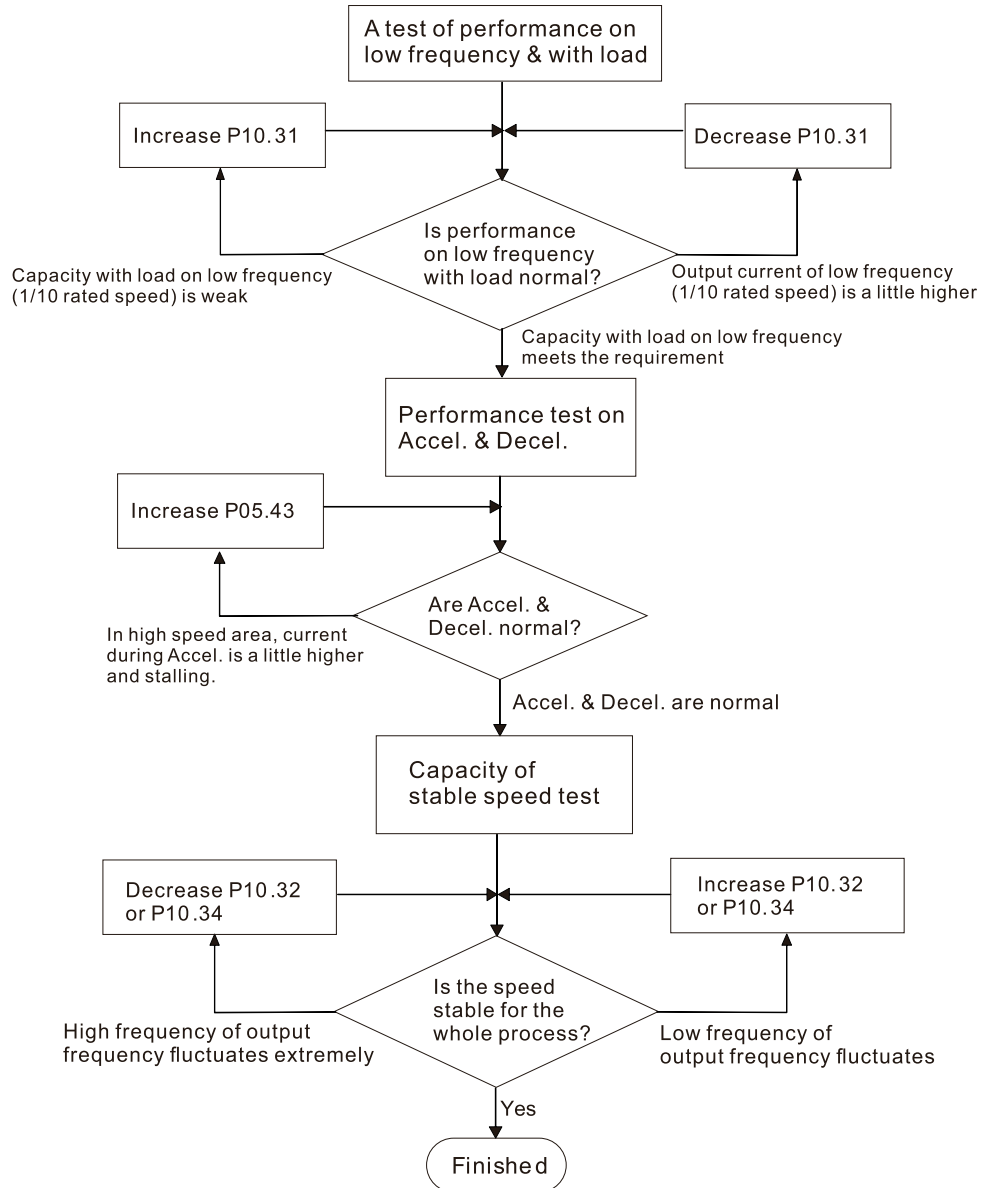 A test of performance on
low frequency & with load
Increase P10.31
Decrease P10.31
Is performance
on low frequency
with load normal?
Capacity with load on low frequency
(1/10 rated speed) is weak
Output current of low frequency
(1/10 rated speed) is a little higher
Capacity with load on low frequency
meets the requirement
Performance test on
Accel. & Decel.
Increase P05.43
Are Accel. &
Decel. normal?
In high speed area, current
during Accel. is a little higher
and stalling.
Accel. & Decel. are normal
Capacity of
stable speed test
Decrease P10.32
or P10.34
Increase P10.32
or P10.34
Is the speed
stable for the
whole process?
High frequency of output
frequency fluctuates extremely
Low frequency of
output frequency fluctuates
Yes
Finished